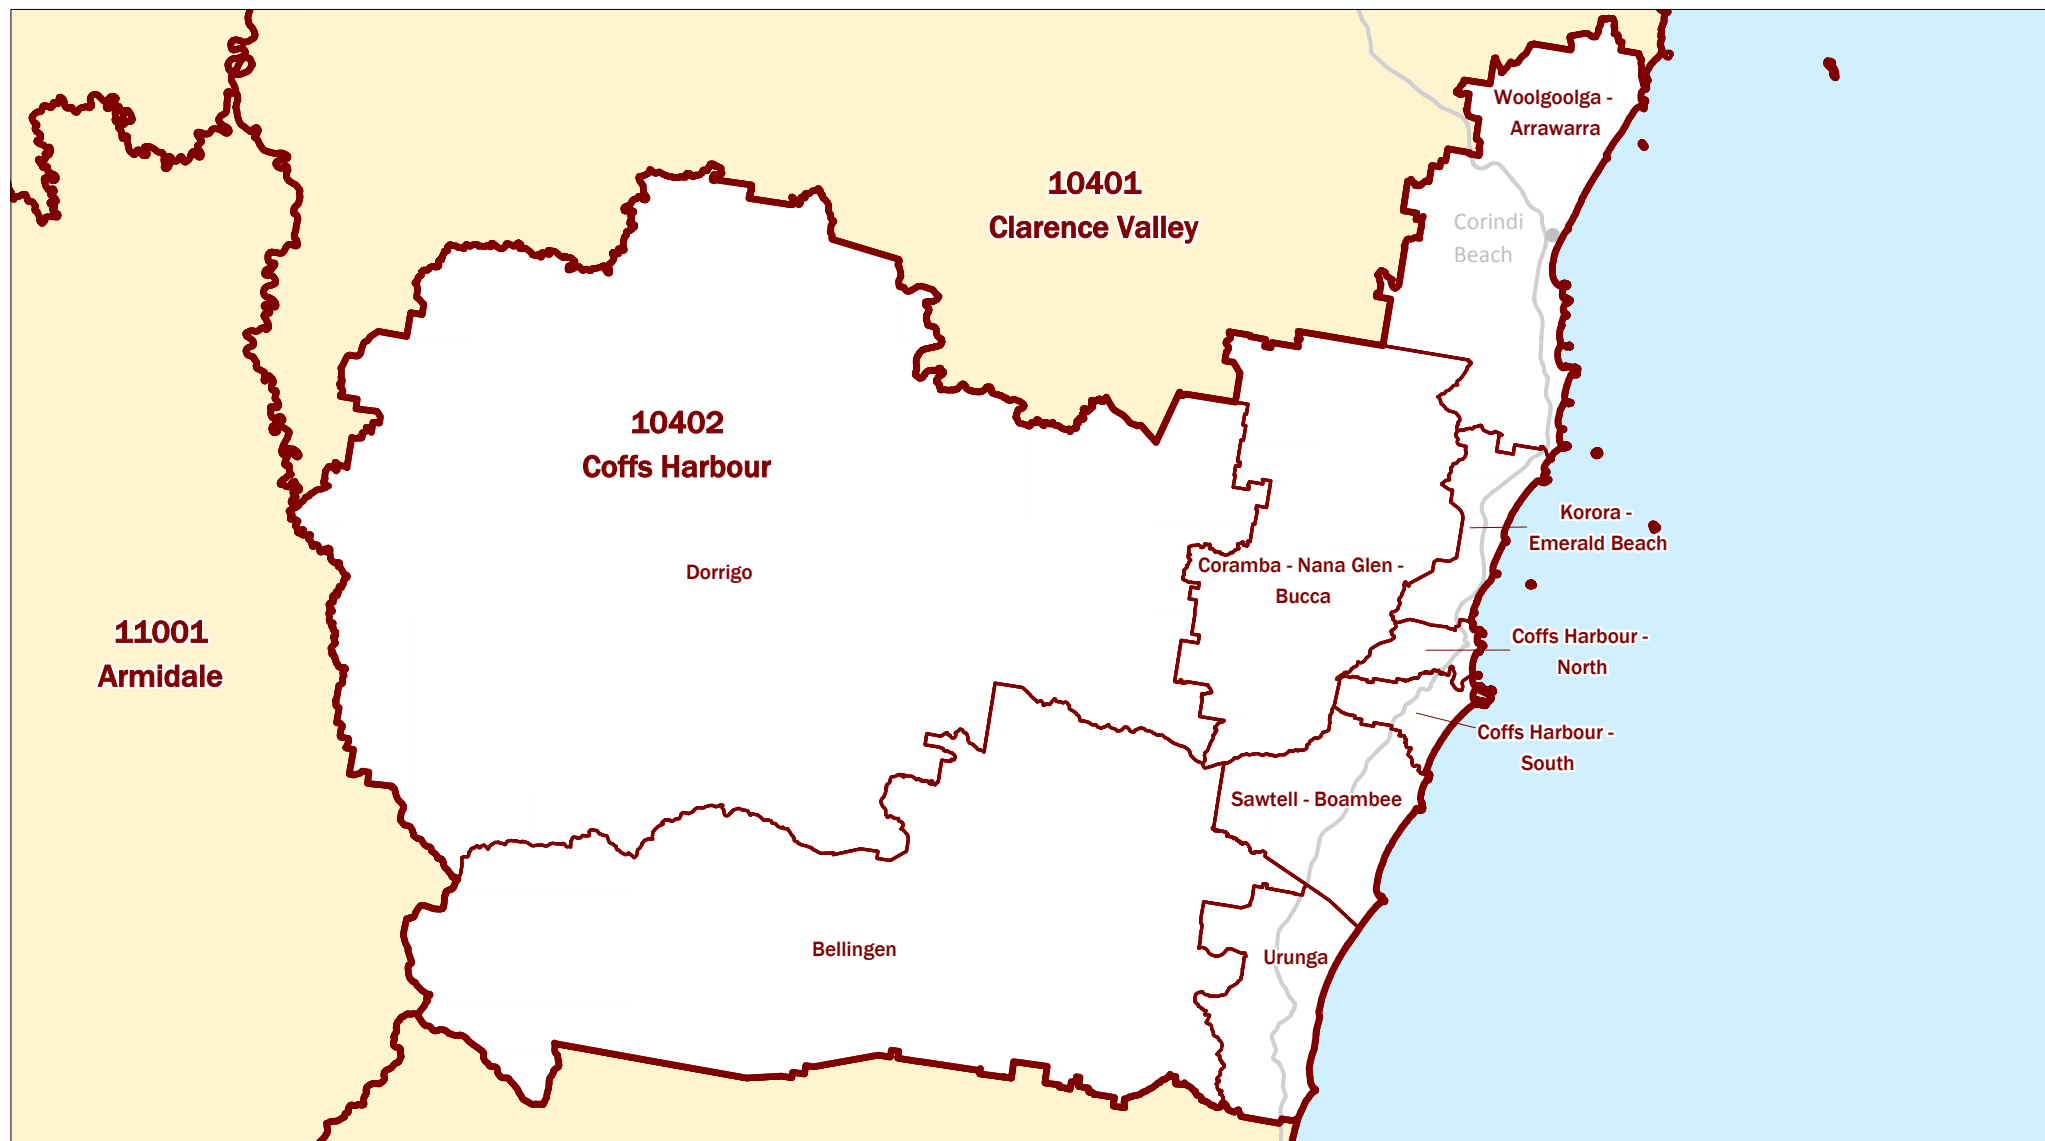 Woolgoolga -
Arrawarra
10401
Clarence Valley
Corindi
Beach
10402
Coffs Harbour
Korora -
Emerald Beach
Dorrigo
Coramba - Nana Glen -
Bucca
11001
Armidale
Coffs Harbour -
North
Coffs Harbour -
South
Sawtell - Boambee
Bellingen
Urunga